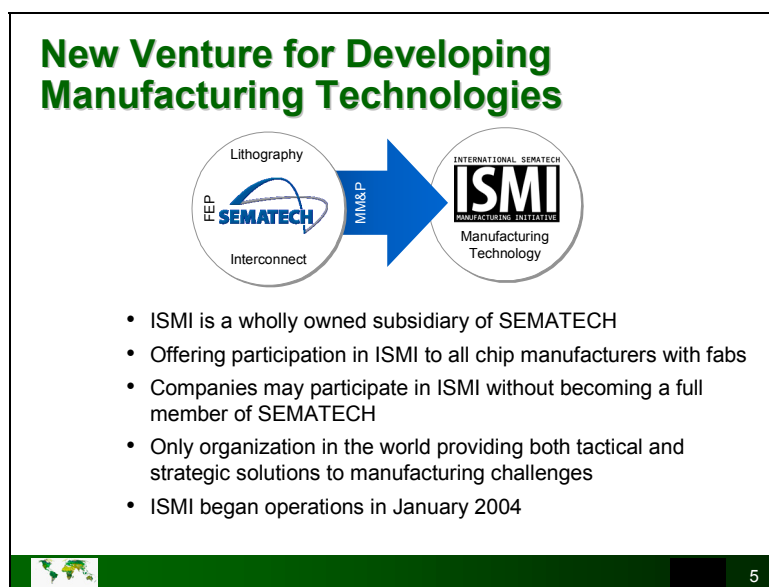 New Venture for Developing
Manufacturing Technologies
Lithography
FEP
SEMATECH
MM&P
Interconnect
INTERNATIONAL SEMATECH
ISMI
MANUFACTURING INITIATIVE
Manufacturing
Technology
• ISMI is a wholly owned subsidiary of SEMATECH
• Offering participation in ISMI to all chip manufacturers with fabs
• Companies may participate in ISMI without becoming a full
member of SEMATECH
• Only organization in the world providing both tactical and
strategic solutions to manufacturing challenges
• ISMI began operations in January 2004
5